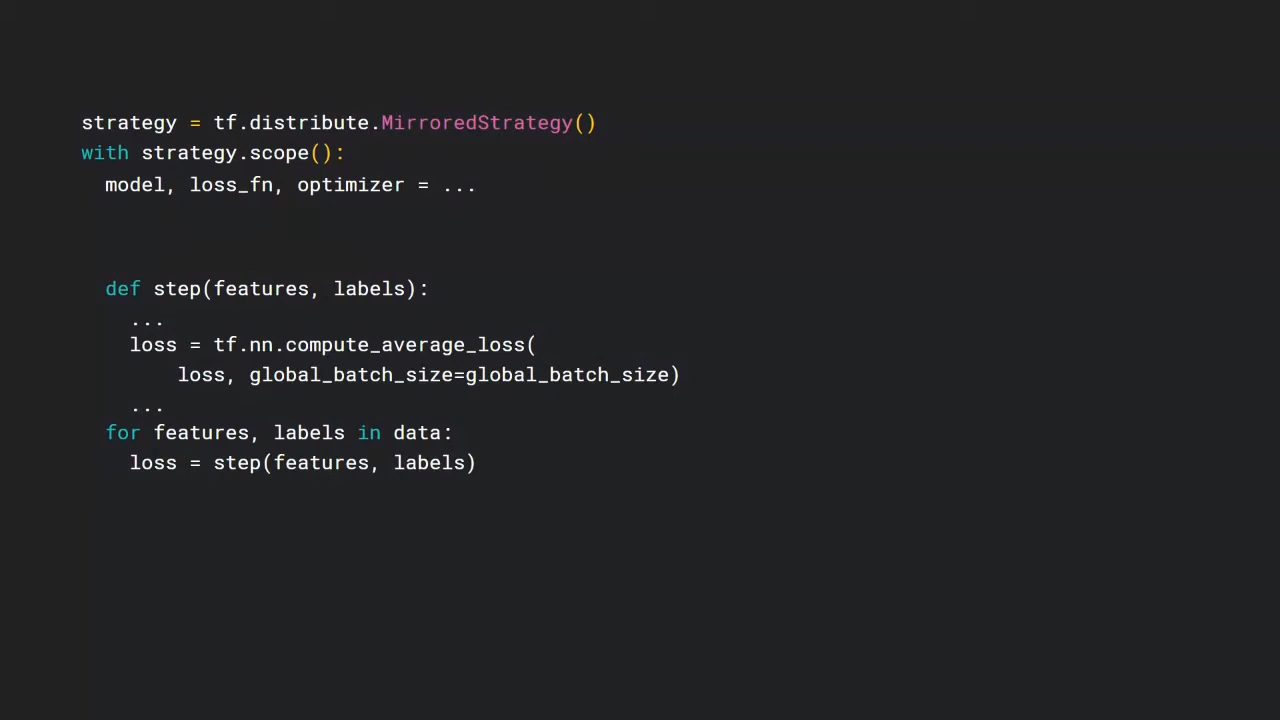 strategy = tf.distribute.MirroredStrategy()
with strategy.scope():
  model, loss_fn, optimizer = ...
  def step(features, labels):
    ...
    loss = tf.nn.compute_average_loss(
        loss, global_batch_size=global_batch_size)
    ...
  for features, labels in data:
    loss = step(features, labels)